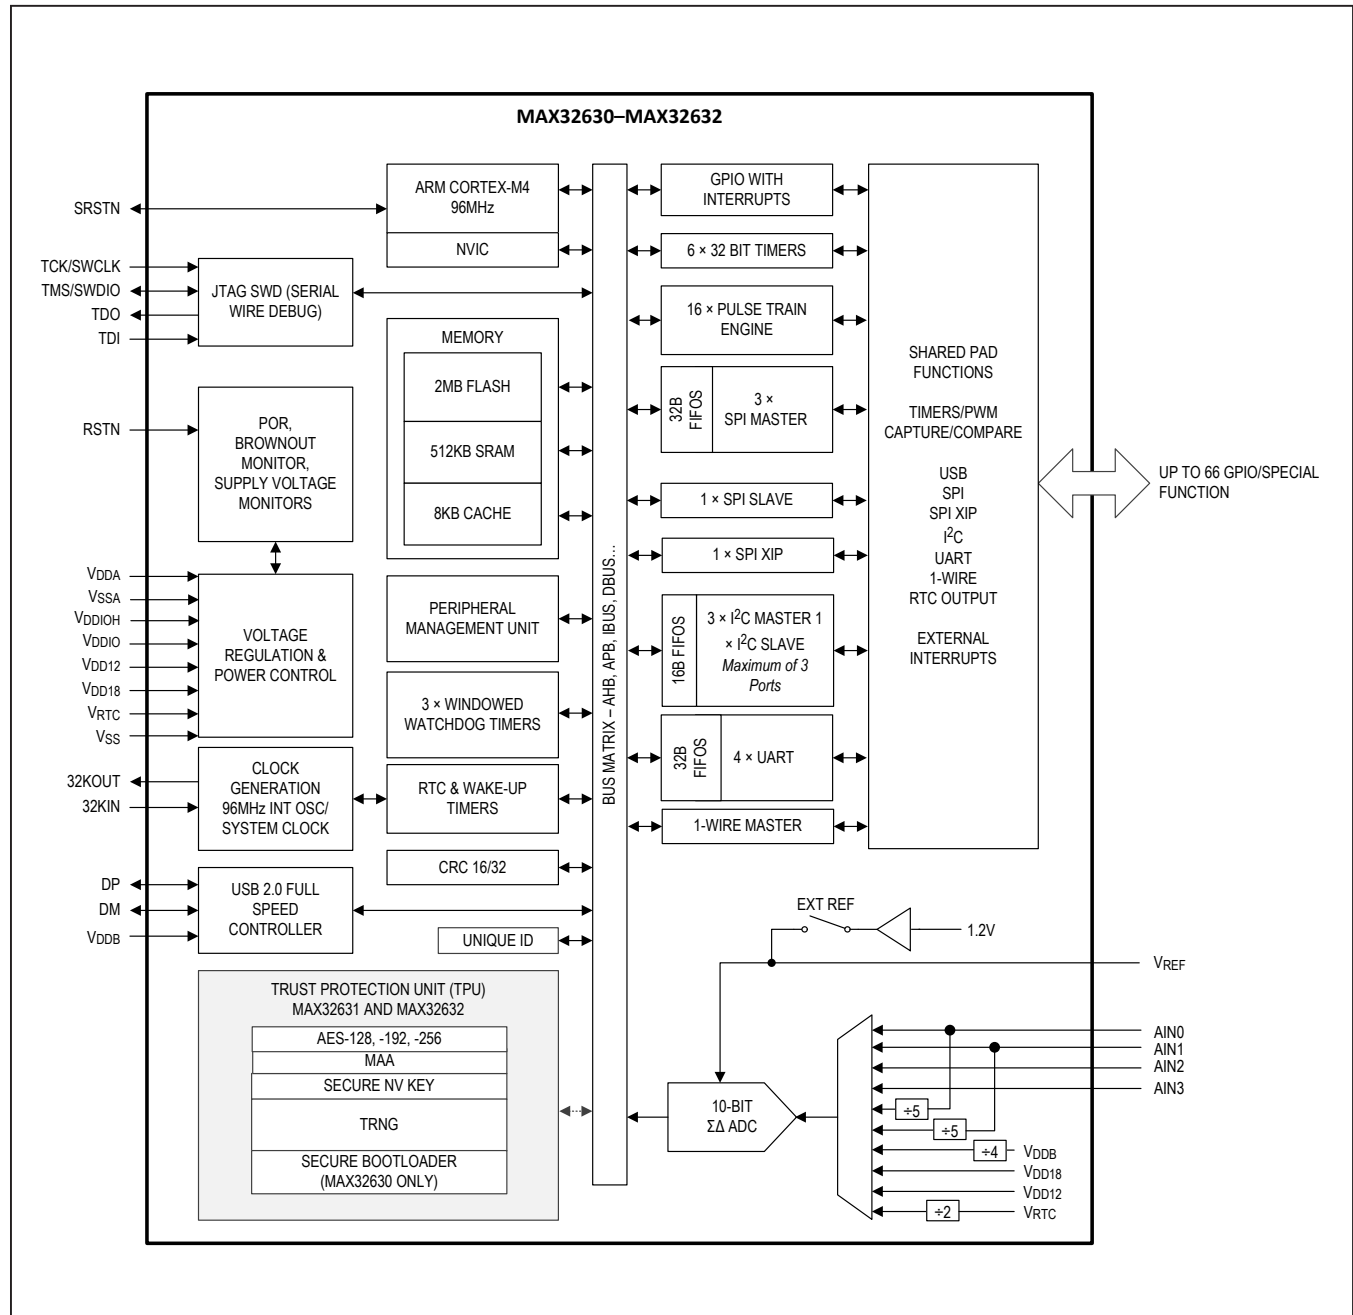 MAX32630–MAX32632
SRSTN
ARM CORTEX-M4
96MHz
NVIC
TCK/SWCLK
TMS/SWDIO
TDO
TDI
JTAG SWD (SERIAL
WIRE DEBUG)
MEMORY
2MB FLASH
512KB SRAM
8KB CACHE
RSTN
POR,
BROWNOUT
MONITOR,
SUPPLY VOLTAGE
MONITORS
VDDA
VSSA
VDDIOH
VDDIO
VDD12
VDD18
VRTC
VSS
VOLTAGE
REGULATION &
POWER CONTROL
PERIPHERAL
MANAGEMENT UNIT
3 × WINDOWED
WATCHDOG TIMERS
32KOUT
32KIN
CLOCK
GENERATION
96MHz INT OSC/
SYSTEM CLOCK
RTC & WAKE-UP
TIMERS
CRC 16/32
DP
DM
VDDB
USB 2.0 FULL
SPEED
CONTROLLER
UNIQUE ID
TRUST PROTECTION UNIT (TPU)
MAX32631 AND MAX32632
AES-128, -192, -256
MAA
SECURE NV KEY
TRNG
SECURE BOOTLOADER
(MAX32630 ONLY)
BUS MATRIX – AHB, APB, IBUS, DBUS…
GPIO WITH
INTERRUPTS
6 × 32 BIT TIMERS
16 × PULSE TRAIN
ENGINE
32B
FIFOS
3 ×
SPI MASTER
1 × SPI SLAVE
1 × SPI XIP
16B FIFOS
3 × I2C MASTER 1
× I2C SLAVE
Maximum of 3
Ports
32B
FIFOS
4 × UART
1-WIRE MASTER
SHARED PAD
FUNCTIONS
TIMERS/PWM
CAPTURE/COMPARE
USB
SPI
SPI XIP
I2C
UART
1-WIRE
RTC OUTPUT
EXTERNAL
INTERRUPTS
UP TO 66 GPIO/SPECIAL
FUNCTION
EXT REF
1.2V
VREF
10-BIT
ΣΔ ADC
AIN0
AIN1
AIN2
AIN3
÷5
÷5
÷4
VDDB
VDD18
VDD12
÷2
VRTC